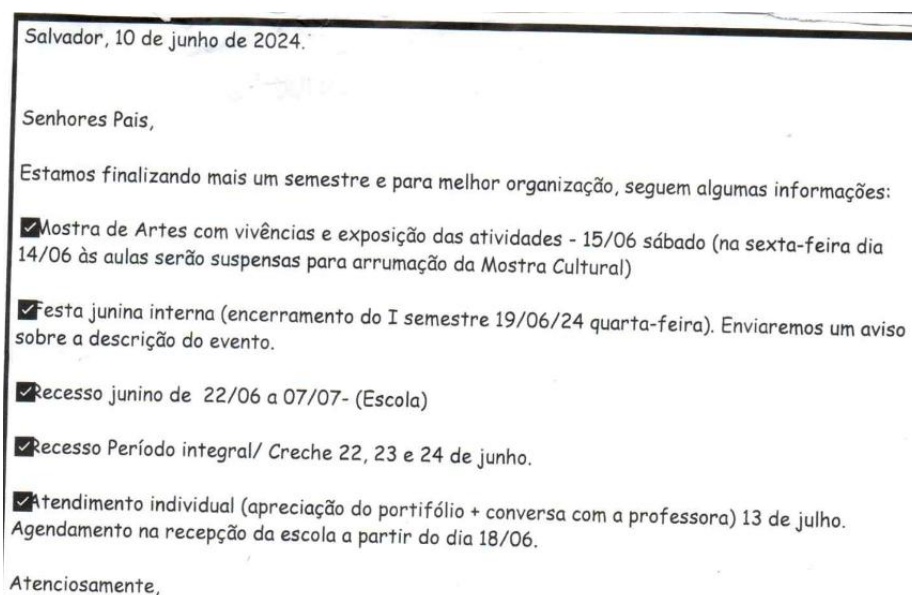 Salvador, 10 de junho de 2024.
Senhores Pais,
Estamos finalizando mais um semestre e para melhor organização, seguem algumas informações:
Mostra de Artes com vivências e exposição das atividades - 15/06 sábado (na sexta-feira dia
14/06 às aulas serão suspensas para arrumação da Mostra Cultural)
Festa junina interna (encerramento do I semestre 19/06/24 quarta-feira). Enviaremos um aviso
sobre a descrição do evento.
Recesso junino de 22/06 a 07/07- (Escola)
Recesso Período integral/ Creche 22, 23 e 24 de junho.
Atendimento individual (apreciação do portifólio + conversa com a professora) 13 de julho.
Agendamento na recepção da escola a partir do dia 18/06.
Atenciosamente,